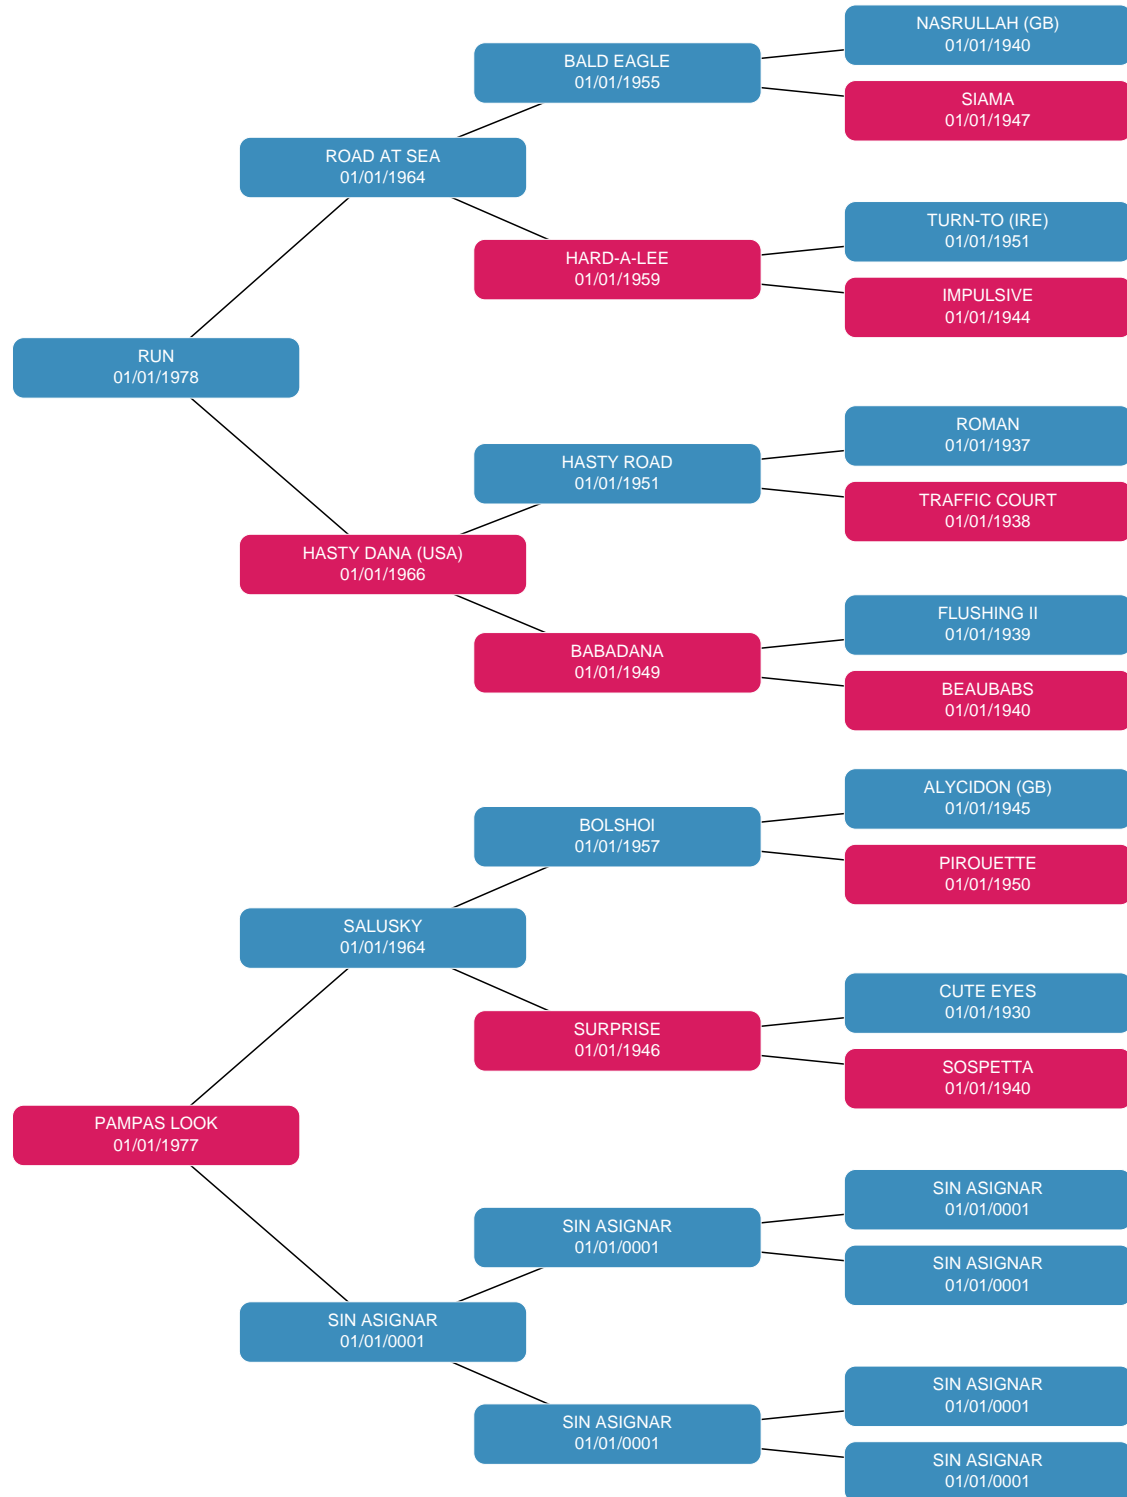 NASRULLAH (GB)
01/01/1940
BALD EAGLE
01/01/1955
SIAMA
01/01/1947
ROAD AT SEA
01/01/1964
TURN-TO (IRE)
01/01/1951
HARD-A-LEE
01/01/1959
IMPULSIVE
01/01/1944
RUN
01/01/1978
ROMAN
01/01/1937
HASTY ROAD
01/01/1951
TRAFFIC COURT
01/01/1938
HASTY DANA (USA)
01/01/1966
FLUSHING II
01/01/1939
BABADANA
01/01/1949
BEAUBABS
01/01/1940
ALYCIDON (GB)
01/01/1945
BOLSHOI
01/01/1957
PIROUETTE
01/01/1950
SALUSKY
01/01/1964
CUTE EYES
01/01/1930
SURPRISE
01/01/1946
SOSPETTA
01/01/1940
PAMPAS LOOK
01/01/1977
SIN ASIGNAR
01/01/0001
SIN ASIGNAR
01/01/0001
SIN ASIGNAR
01/01/0001
SIN ASIGNAR
01/01/0001
SIN ASIGNAR
01/01/0001
SIN ASIGNAR
01/01/0001
SIN ASIGNAR
01/01/0001